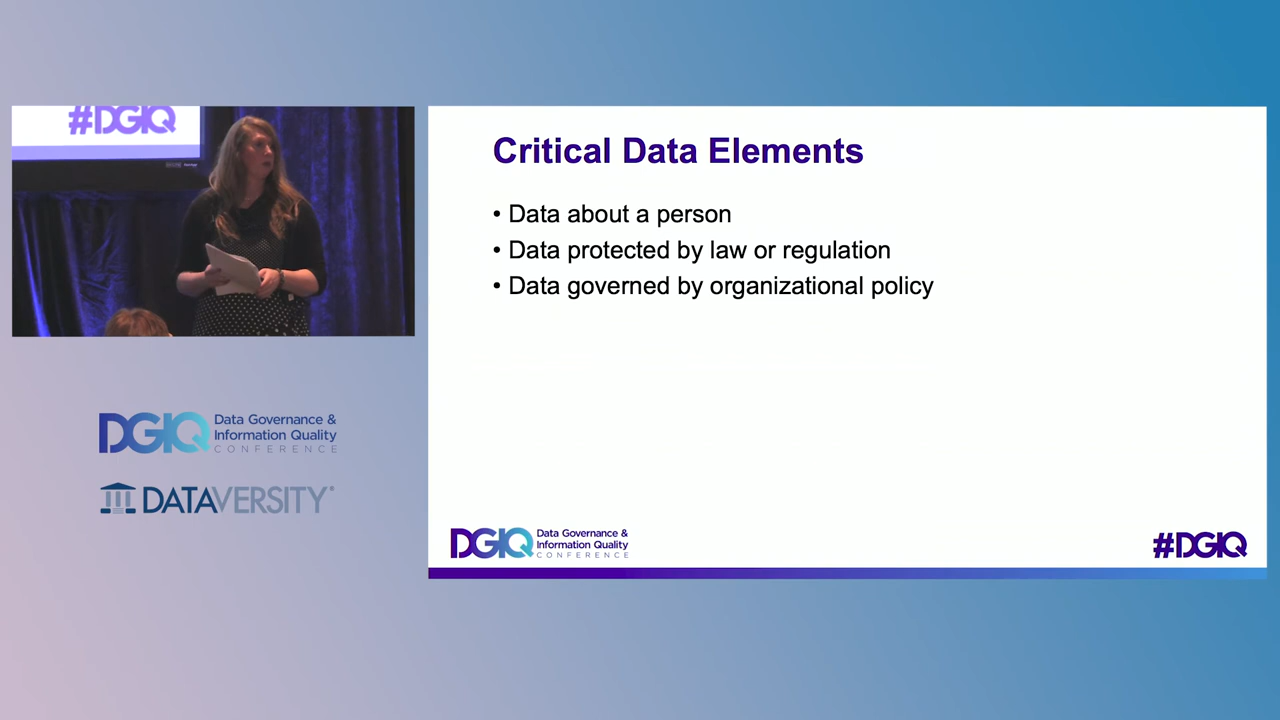 #DGIQ
Critical Data Elements
• Data about a person
• Data protected by law or regulation
• Data governed by organizational policy
DGIQ Data Governance &
Information Quality
CONFERENCE
DATAVERSITY
DGIQ Data Governance &
Information Quality
CONFERENCE
#DGIQ